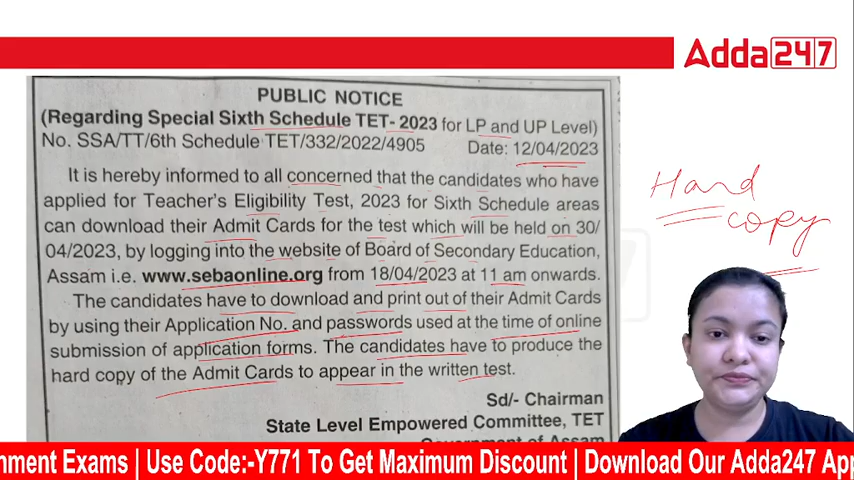 Adda247
PUBLIC NOTICE
(Regarding Special Sixth Schedule TET- 2023 for LP and UP Level)
No. SSA/TT/6th Schedule TET/332/2022/4905 Date: 12/04/2023
It is hereby informed to all concerned that the candidates who have
applied for Teacher's Eligibility Test, 2023 for Sixth Schedule areas
can download their Admit Cards for the test which will be held on 30/
04/2023, by logging into the website of Board of Secondary Education,
Assam i.e. www.sebaonline.org from 18/04/2023 at 11 am onwards.
The candidates have to download and print out of their Admit Cards
by using their Application No. and passwords used at the time of online
submission of application forms. The candidates have to produce the
hard copy of the Admit Cards to appear in the written test.
Sd/- Chairman
State Level Empowered Committee, TET
Government of Assam
Hard
copy
nment Exams | Use Code:-Y771 To Get Maximum Discount | Download Our Adda247 App